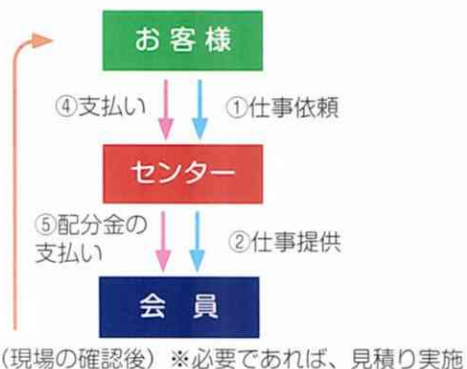 お客様
④支払い
①仕事依頼
センター
⑤配分金の
支払い
②仕事提供
会員
(現場の確認後) ※必要であれば、見積り実施